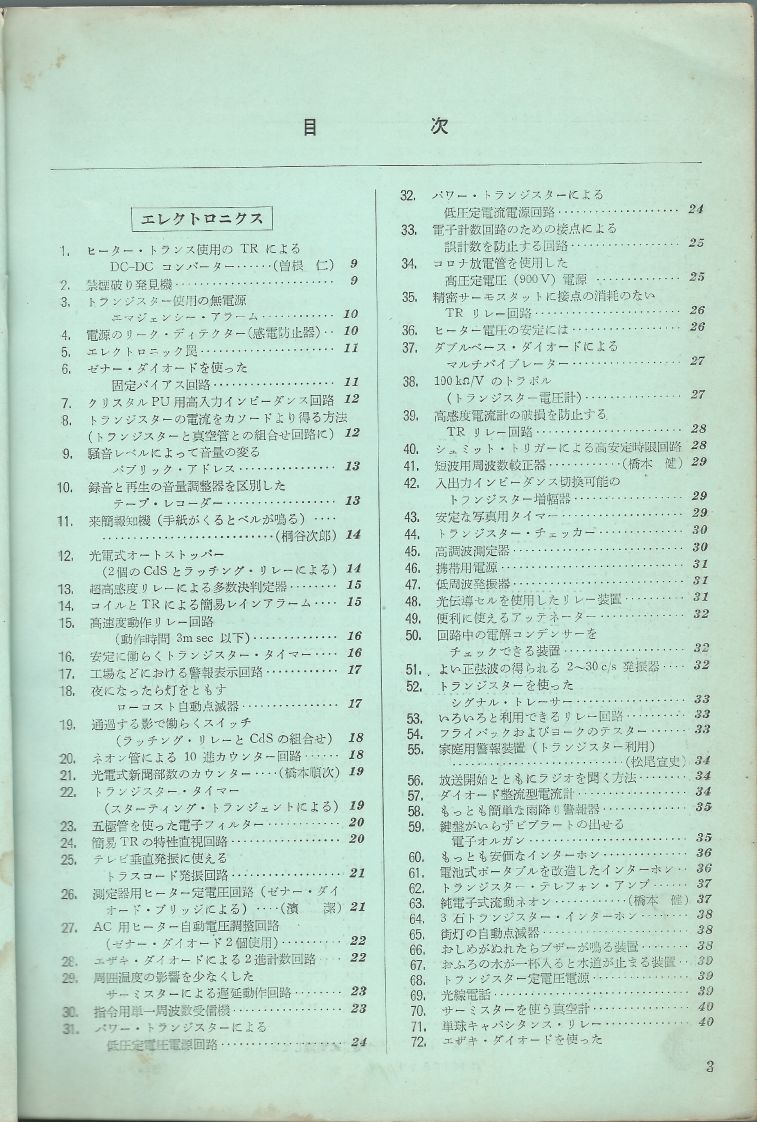 目 次
エレクトロニクス
1. ヒーター・トランス使用の TR による
DC-DC コンバーター……(曽根 仁) 9
2. 禁煙破り発見機…………………… 9
3. トランジスター使用の無電源
エマジェンシー・アラーム………… 10
4. 電源のリーク・ディテクター(感電防止器)‥ 10
5. エレクトロニック罠………………… 11
6. ゼナー・ダイオードを使った
固定バイアス回路………………… 11
7. クリスタルPU用高入力インピーダンス回路 12
8. トランジスターの電流をカソードより得る方法
(トランジスターと真空管との組合せ回路に) 12
9. 騒音レベルによって音量の変る
パブリック・アドレス……………… 13
10. 録音と再生の音量調整器を区別した
テープ・レコーダー………………… 13
11. 来簡報知機(手紙がくるとベルが鳴る)‥‥
…………………………(桐谷次郎) 14
12. 光電式オートストッパー
(2個のCdSとラッチング・リレーによる) 14
13. 超高感度リレーによる多数決判定器……… 15
14. コイルとTRによる簡易レインアラーム‥‥ 15
15. 高速度動作リレー回路
(動作時間 3m sec 以下)…………… 16
16. 安定に働らくトランジスター・タイマー‥‥ 16
17. 工場などにおける警報表示回路………… 17
18. 夜になったら灯をともす
ローコスト自動点滅器……………… 17
19. 通過する影で働らくスイッチ
(ラッチング・リレーとCdSの組合せ) 18
20. ネオン管による 10 進カウンター回路…… 18
21. 光電式新聞部数のカウンター‥‥(橋本順次) 19
22. トランジスター・タイマー
(スターティング・トランジェントによる) 19
23. 五極管を使った電子フィルター………… 20
24. 簡易TRの特性直視回路……………… 20
25. テレビ垂直発振に使える
トラスコード発振回路……………… 21
26. 測定器用ヒーター定電圧回路(ゼナー・ダイ
オード・ブリッジによる)‥‥(濱 潔) 21
27. AC 用ヒーター自動電圧調整回路
(ゼナー・ダイオード2個使用)………… 22
28. エザキ・ダイオードによる2進計数回路…… 22
29. 周囲温度の影響を少なくした
サーミスターによる遅延動作回路……… 23
30. 指令用単一周波数受信機……………… 23
31. パワー・トランジスターによる
低圧定電圧電源回路………………… 24
32. パワー・トランジスターによる
低圧定電流電源回路………………… 24
33. 電子計数回路のための接点による
誤計数を防止する回路……………… 25
34. コロナ放電管を使用した
高圧定電圧(900V)電源 …………… 25
35. 精密サーモスタットに接点の消耗のない
TR リレー回路…………………… 26
36. ヒーター電圧の安定には……………… 26
37. ダブルベース・ダイオードによる
マルチバイブレーター……………… 27
38. 100 kΩ/V のトラボル
(トランジスター電圧計)……………… 27
39. 高感度電流計の破損を防止する
TR リレー回路…………………… 28
40. シュミット・トリガーによる高安定時限回路 28
41. 短波用周波数較正器…………(橋本 健) 29
42. 入出力インピーダンス切換可能の
トランジスター増幅器……………… 29
43. 安定な写真用タイマー………………… 29
44. トランジスター・チェッカー…………… 30
45. 高調波測定器………………………… 30
46. 携帯用電源…………………………… 31
47. 低周波発振器………………………… 31
48. 光伝導セルを使用したリレー装置……… 31
49. 便利に使えるアッテネーター………… 32
50. 回路中の電解コンデンサーを
チェックできる装置………………… 32
51. よい正弦波の得られる 2〜30 c/s 発振器‥‥ 32
52. トランジスターを使った
シグナル・トレーサー……………… 33
53. いろいろと利用できるリレー回路……… 33
54. フライバックおよびヨークのテスター…… 33
55. 家庭用警報装置(トランジスター利用)
…………………………(松尾宣史) 34
56. 放送開始とともにラジオを聞く方法……… 34
57. ダイオード整流型電流計……………… 34
58. もっとも簡単な雨降り警報器………… 35
59. 鍵盤がいらずビブラートの出せる
電子オルガン……………………… 35
60. もっとも安価なインターホン………… 36
61. 電池式ポータブルを改造したインターホン‥ 36
62. トランジスター・テレフォン・アンプ…… 37
63. 純電子式流動ネオン…………(橋本 健) 37
64. 3 石トランジスター・インターホン……… 38
65. 街灯の自動点滅器…………………… 38
66. おしめがぬれたらブザーが鳴る装置……… 38
67. おふろの水が一杯入ると水道が止まる装置‥ 39
68. トランジスター定電圧電源…………… 39
69. 光線電話……………………………… 39
70. サーミスターを使う真空計…………… 40
71. 単球キャパシタンス・リレー………… 40
72. エザキ・ダイオードを使った
3